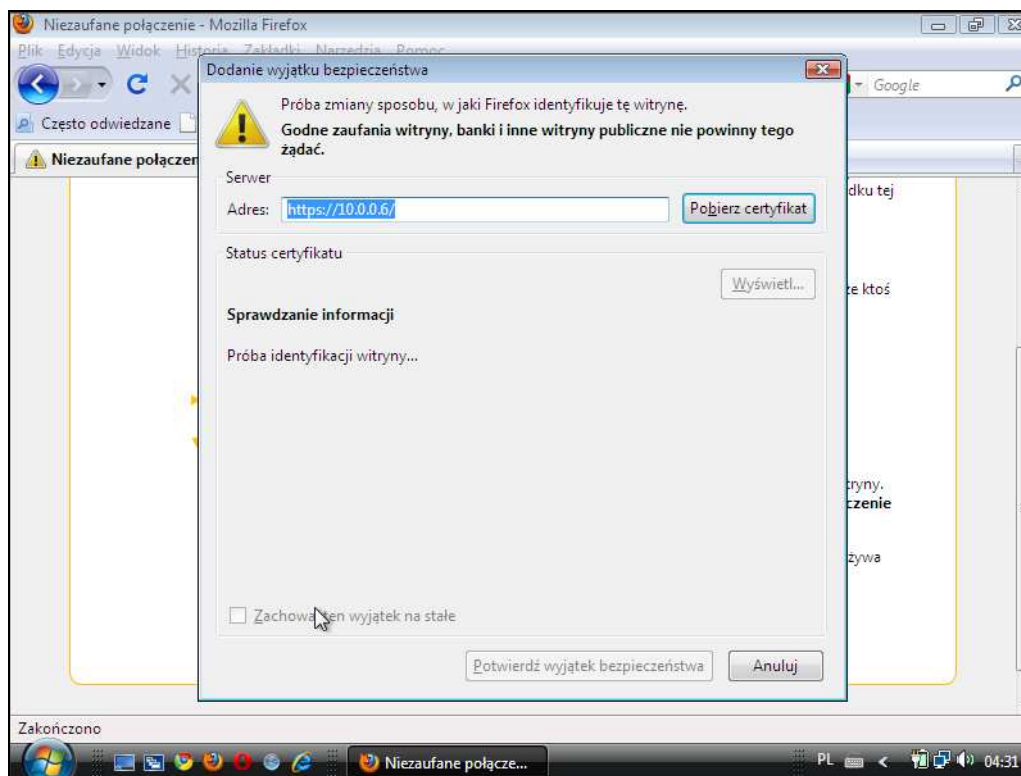 Niezaufane połączenie - Mozilla Firefox
Plik Edycja Widok Historia Zakładki Narzędzia Pomoc
Google
Często odwiedzane
Niezaufane połączen
Dodanie wyjątku bezpieczeństwa
Próba zmiany sposobu, w jaki Firefox identyfikuje tę witrynę.
Godne zaufania witryny, banki i inne witryny publiczne nie powinny tego
żądać.
Serwer
Adres: https://10.0.0.6/ Pobierz certyfikat
dku tej
Status certyfikatu
Wyświetl...
że ktoś
Sprawdzanie informacji
Próba identyfikacji witryny...
tryny.
czenie
żywa
Zachowaj ten wyjątek na stałe
Potwierdź wyjątek bezpieczeństwa Anuluj
Zakończono
Niezaufane połącze... PL 04:31